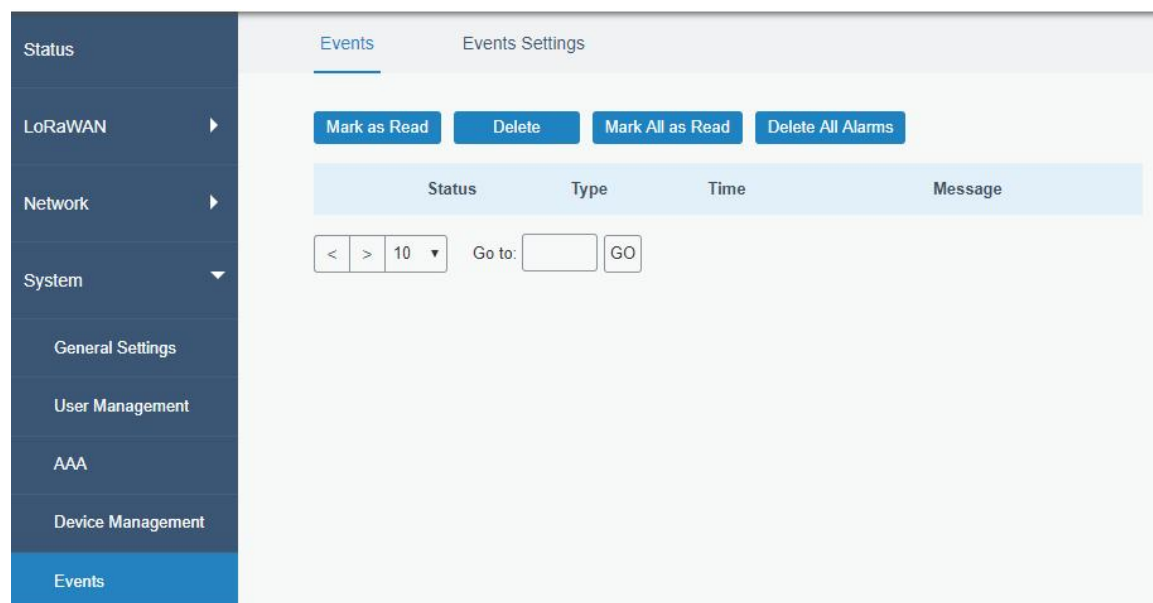 Status
LoRaWAN
Network
System
General Settings
User Management
AAA
Device Management
Events
Events Events Settings
Mark as Read Delete Mark All as Read Delete All Alarms
Status Type Time Message
< > 10 Go to: GO